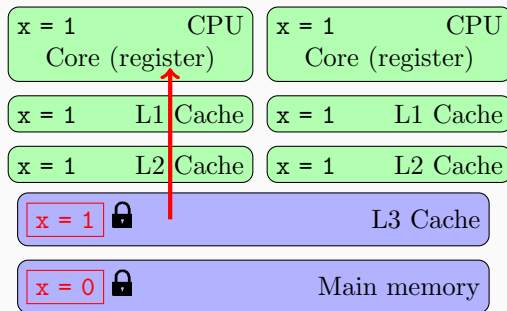 x = 1 CPU
Core (register)
x = 1 CPU
Core (register)
x = 1 L1 Cache
x = 1 L1 Cache
x = 1 L2 Cache
x = 1 L2 Cache
x = 1 L3 Cache
x = 0 Main memory